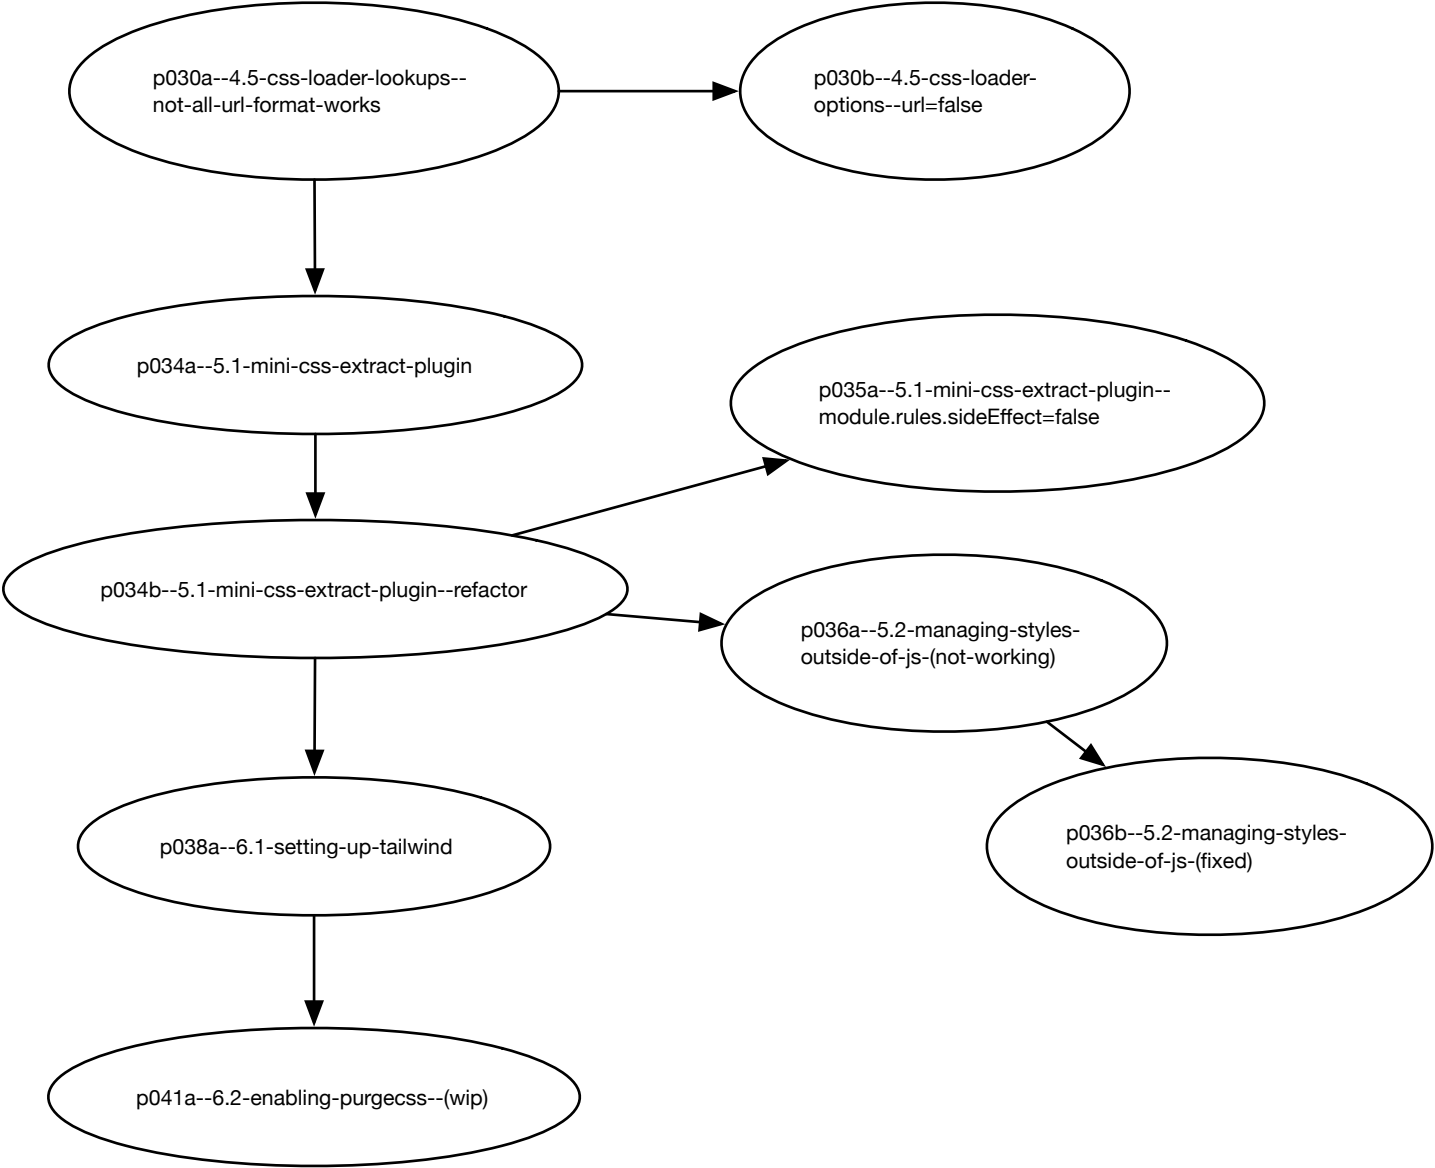 p030a--4.5-css-loader-lookups--
not-all-url-format-works
p030b--4.5-css-loader-
options--url=false
p034a--5.1-mini-css-extract-plugin
p035a--5.1-mini-css-extract-plugin--
module.rules.sideEffect=false
p034b--5.1-mini-css-extract-plugin--refactor
p036a--5.2-managing-styles-
outside-of-js-(not-working)
p038a--6.1-setting-up-tailwind
p036b--5.2-managing-styles-
outside-of-js-(fixed)
p041a--6.2-enabling-purgecss--(wip)